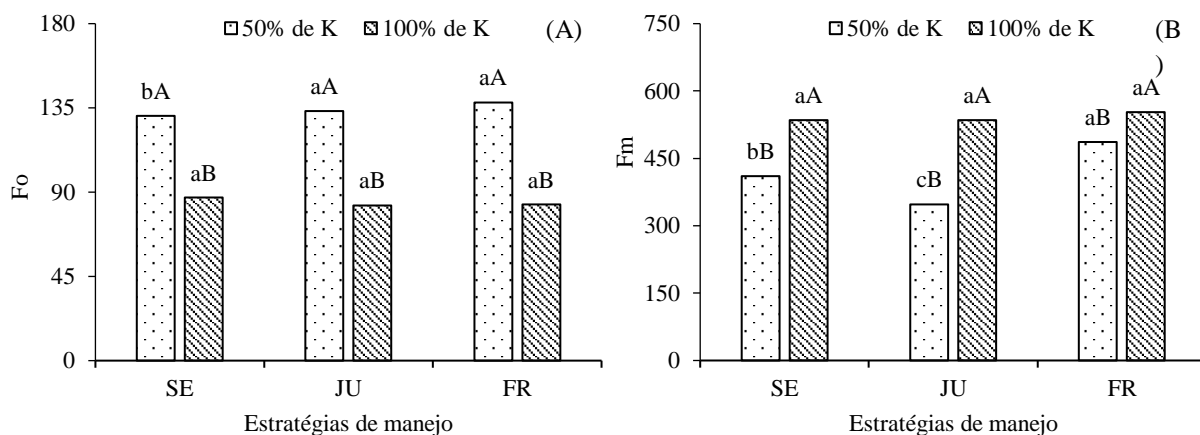 180
135
90
45
0
Fo
50% de K 100% de K
(A)
bA
aB
aA
aB
aA
aB
SE JU FR
Estratégias de manejo
750
600
450
300
150
0
Fm
50% de K 100% de K
(B
)
bB
aA
cB
aA
aB
aA
SE JU FR
Estratégias de manejo